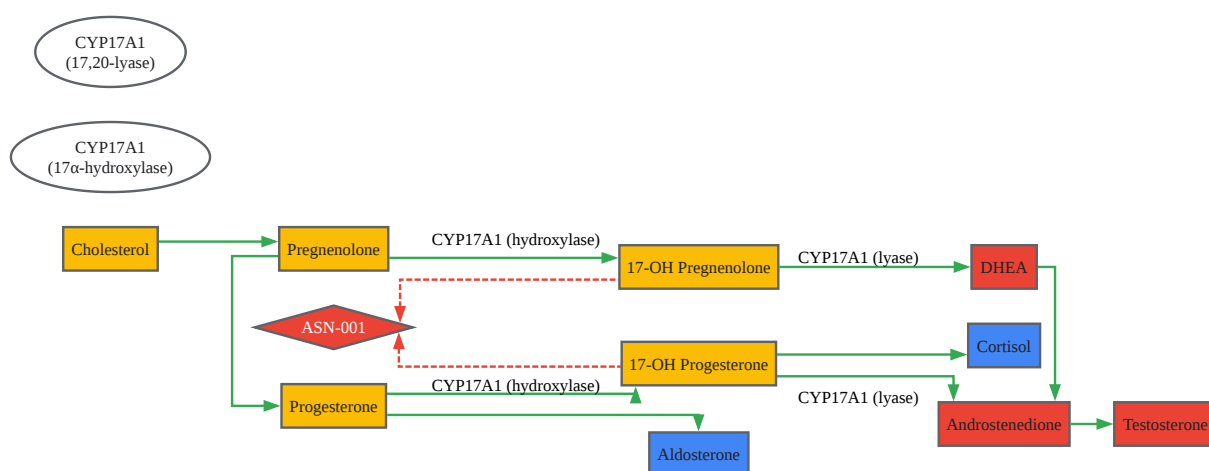 CYP17A1
(17,20-lyase)
CYP17A1
(17α-hydroxylase)
Cholesterol
Pregnenolone
CYP17A1 (hydroxylase)
17-OH Pregnenolone
CYP17A1 (lyase)
DHEA
ASN-001
Progesterone
CYP17A1 (hydroxylase)
17-OH Progesterone
Cortisol
CYP17A1 (lyase)
Androstenedione
Testosterone
Aldosterone